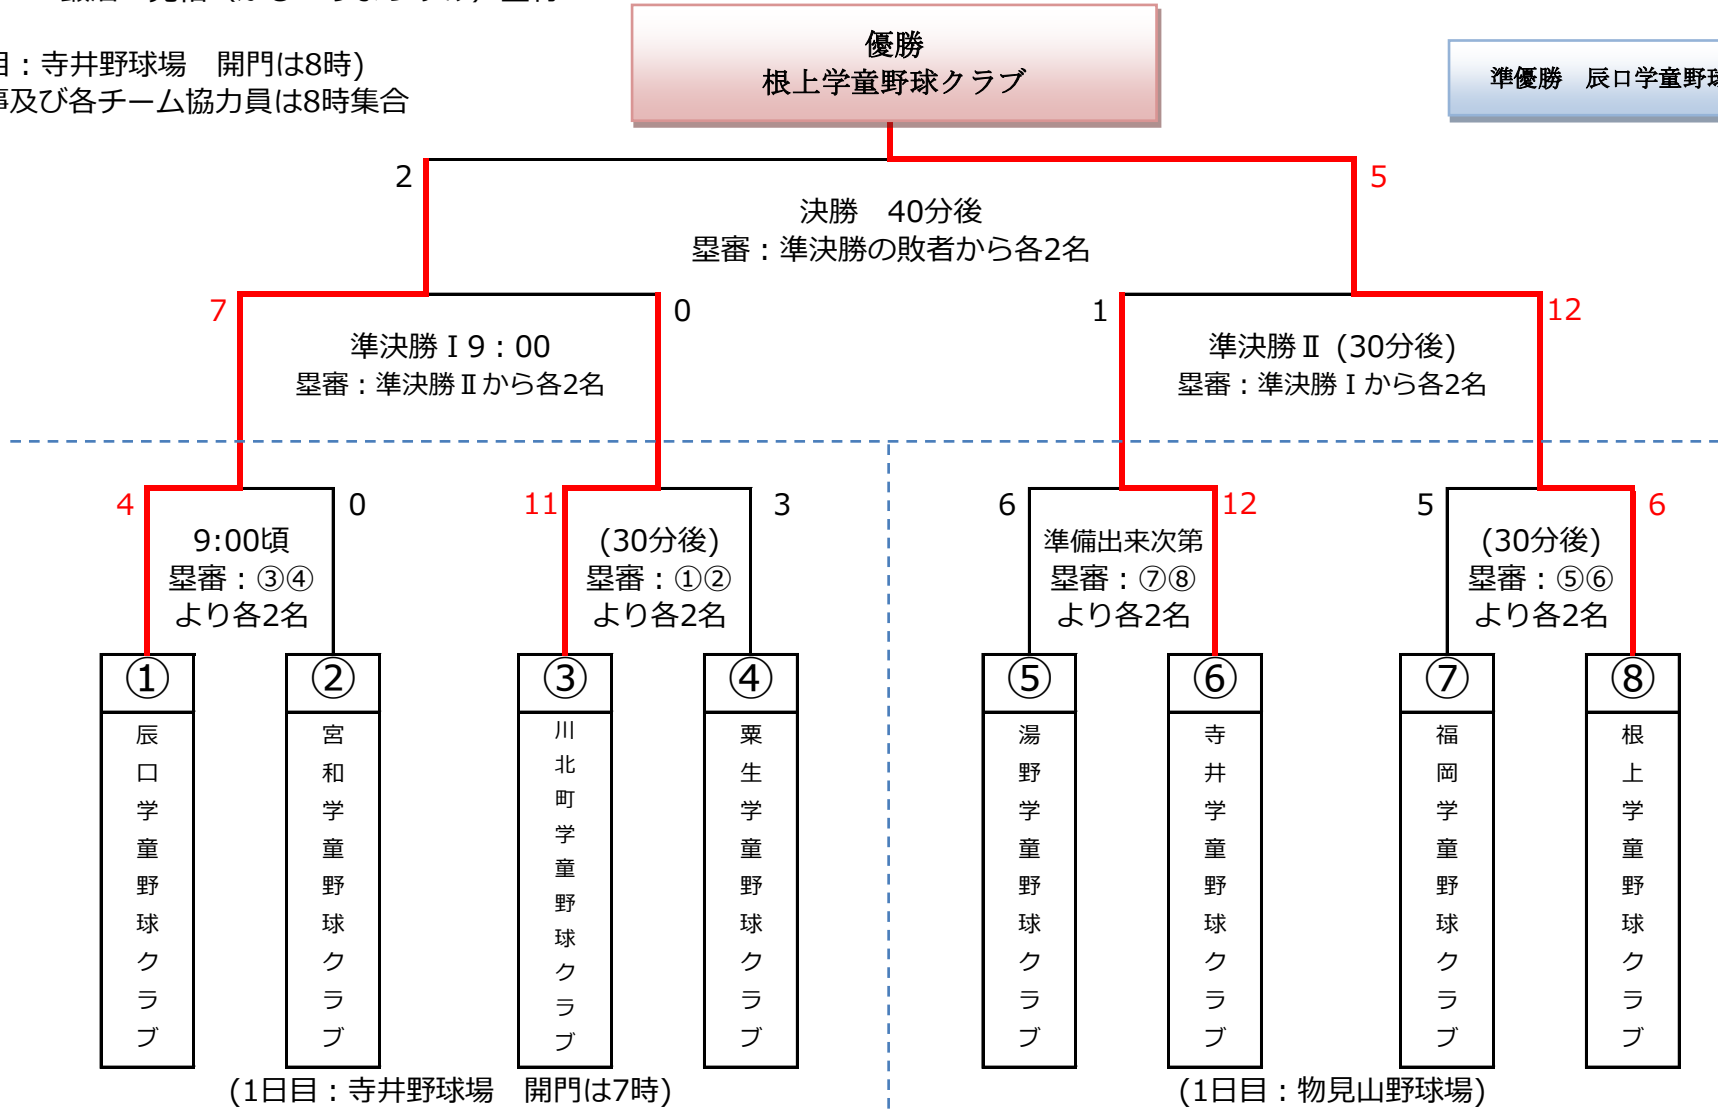 目：寺井野球場　開門は8時)
事及び各チーム協力員は8時集合
優勝
根上学童野球クラブ
準優勝　辰口学童野球
2
5
決勝　40分後
塁審：準決勝の敗者から各2名
7
0
1
12
準決勝Ⅰ9：00
塁審：準決勝Ⅱから各2名
準決勝Ⅱ (30分後)
塁審：準決勝Ⅰから各2名
4
0
11
3
6
12
5
6
9:00頃
塁審：③④
より各2名
(30分後)
塁審：①②
より各2名
準備出来次第
塁審：⑦⑧
より各2名
(30分後)
塁審：⑤⑥
より各2名
①
②
③
④
⑤
⑥
⑦
⑧
辰口学童野球クラブ
宮和学童野球クラブ
川北町学童野球クラブ
粟生学童野球クラブ
湯野学童野球クラブ
寺井学童野球クラブ
福岡学童野球クラブ
根上学童野球クラブ
(1日目：寺井野球場　開門は7時)
(1日目：物見山野球場)